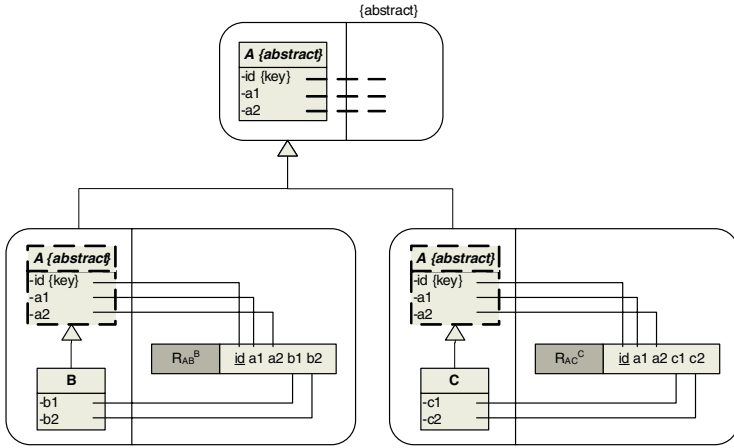 {abstract}
A {abstract}
-id {key}
-a1
-a2
A {abstract}
-id {key}
-a1
-a2
RAB^B id a1 a2 b1 b2
B
-b1
-b2
A {abstract}
-id {key}
-a1
-a2
RAC^C id a1 a2 c1 c2
C
-c1
-c2